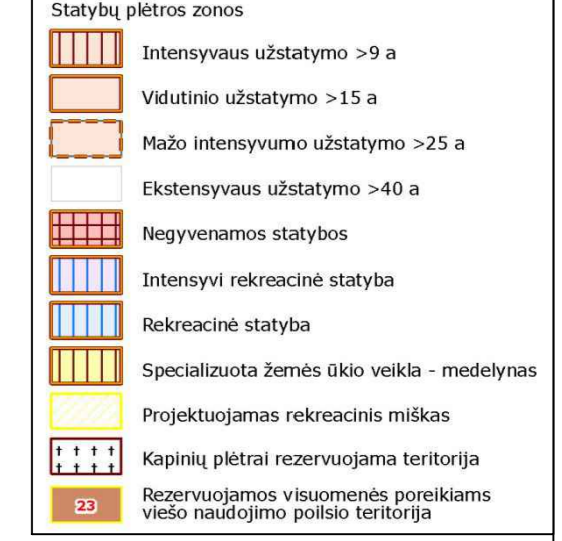 Statybų plėtros zonos
Intensyvaus užstatymo >9 a
Vidutinio užstatymo >15 a
Mažo intensyvumo užstatymo >25 a
Ekstensyvaus užstatymo >40 a
Negyvenamos statybos
Intensyvi rekreacinė statyba
Rekreacinė statyba
Specializuota žemės ūkio veikla - medelynas
Projektuojamas rekreacinis miškas
Kapinių plėtrai rezervuojama teritorija
23
Rezervuojamos visuomenės poreikiams
viešo naudojimo poilsio teritorija